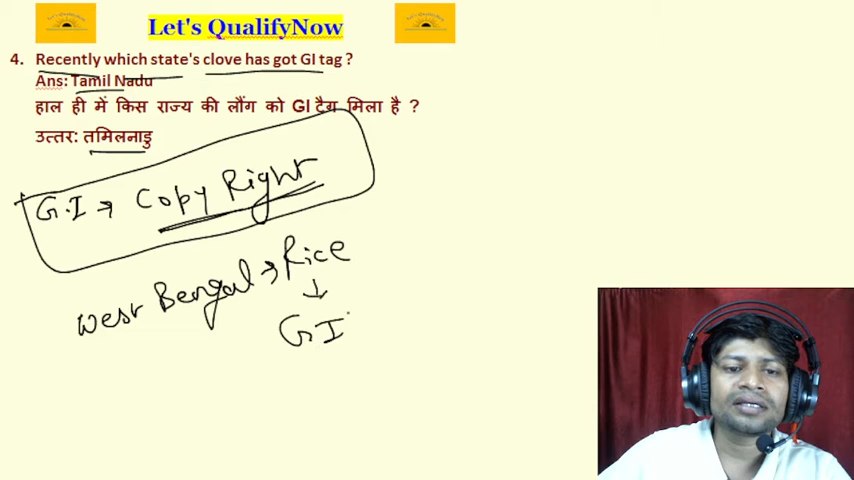 Let's QualifyNow
4. Recently which state's clove has got GI tag ?
Ans: Tamil Nadu
हाल ही में किस राज्य की लौंग को GI टैग मिला है ?
उत्तर: तमिलनाडु
G.I → Copy Right
West Bengal → Rice
↓
GI